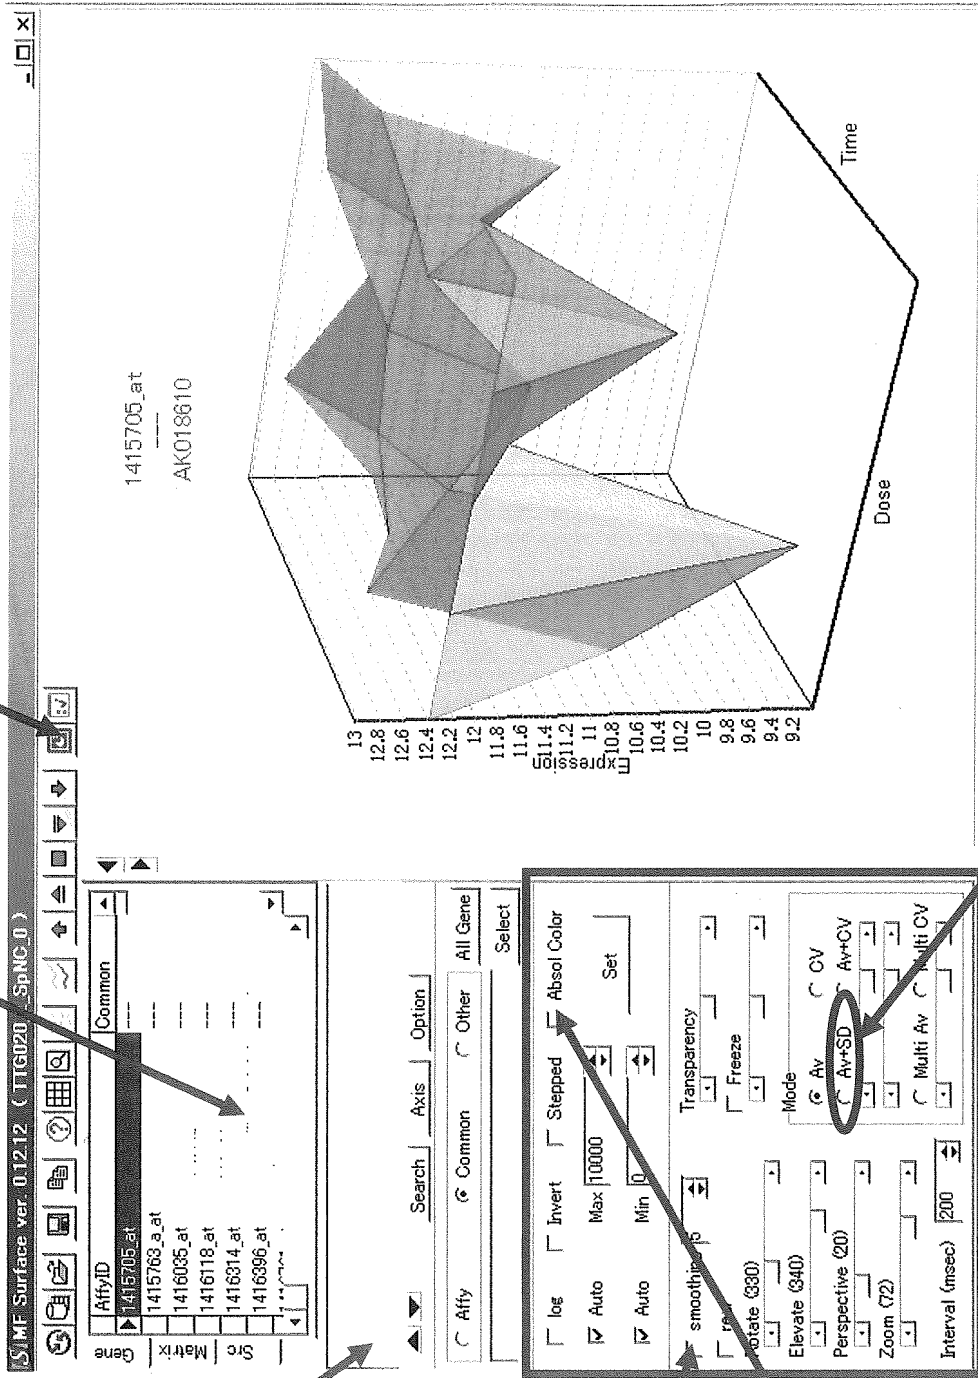 MF Surface ver. 0.12.12
Gene
Matrix
Src
AffyID Common
1415705_at ---
1415763_a_at ---
1416035_at ---
1416118_at ---
1416314_at ---
1416396_at ---
Search Axis Option
Affy Common Other
All Gene
Select
log Invert Stepped Absol Color
Auto Max 10000
Auto Min 0
Set
smoothing 5
Rotate (330)
Elevate (340)
Perspective (20)
Zoom (72)
Interval (msec) 200
Transparency
Freeze
Mode
Av CV
Av+SD Av+CV
Multi Av Multi CV
1415705_at
---
AK018610
Expression
13
12.8
12.6
12.4
12.2
12
11.8
11.6
11.4
11.2
11
10.8
10.6
10.4
10.2
10
9.8
9.6
9.4
9.2
Dose
Time